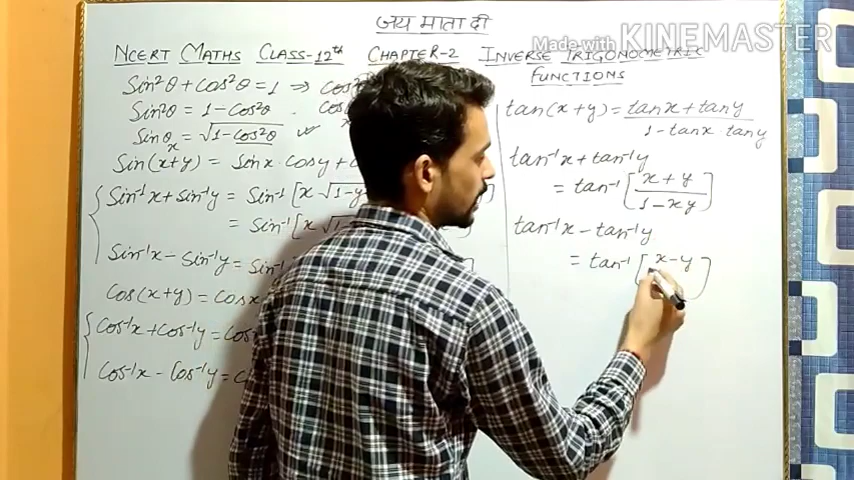 जय माता दी
Made with KINEMASTER
NCERT MATHS CLASS-12th CHAPTER-2 INVERSE TRIGONOMETRIC FUNCTIONS
Sin²θ + Cos²θ = 1 ⇒ Cos²
Sin²θ = 1 - Cos²θ .
Sinθ = √1-Cos²θ
x
Sin(x+y) = Sinx · Cosy +
Sin⁻¹x + Sin⁻¹y = Sin⁻¹[x √1-y
= Sin⁻¹[x √1
Sin⁻¹x - Sin⁻¹y = Sin⁻¹
Cos(x+y) = Cosx
Cos⁻¹x + Cos⁻¹y = Cos
Cos⁻¹x - Cos⁻¹y =
tan(x+y) = tanx + tany
1 - tanx · tany
tan⁻¹x + tan⁻¹y
= tan⁻¹[x+y
1-xy]
tan⁻¹x - tan⁻¹y
= tan⁻¹[x-y]